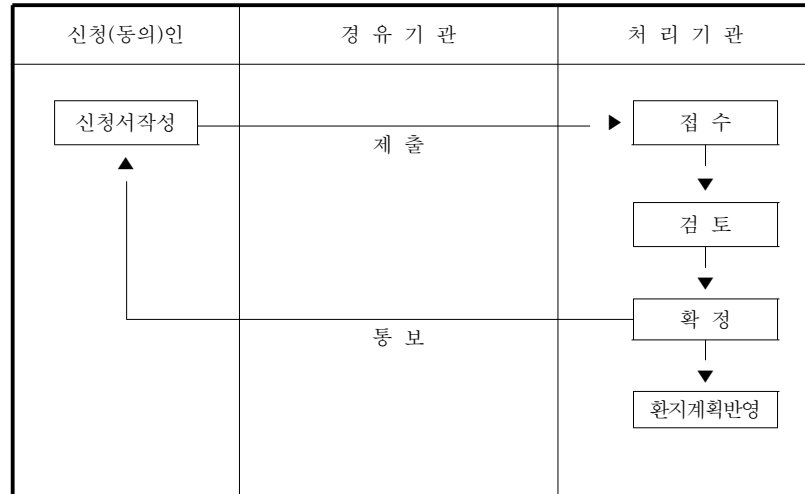 신청(동의)인
경 유 기 관
처 리 기 관
신청서작성
접 수
제 출
검 토
확 정
통 보
환지계획반영